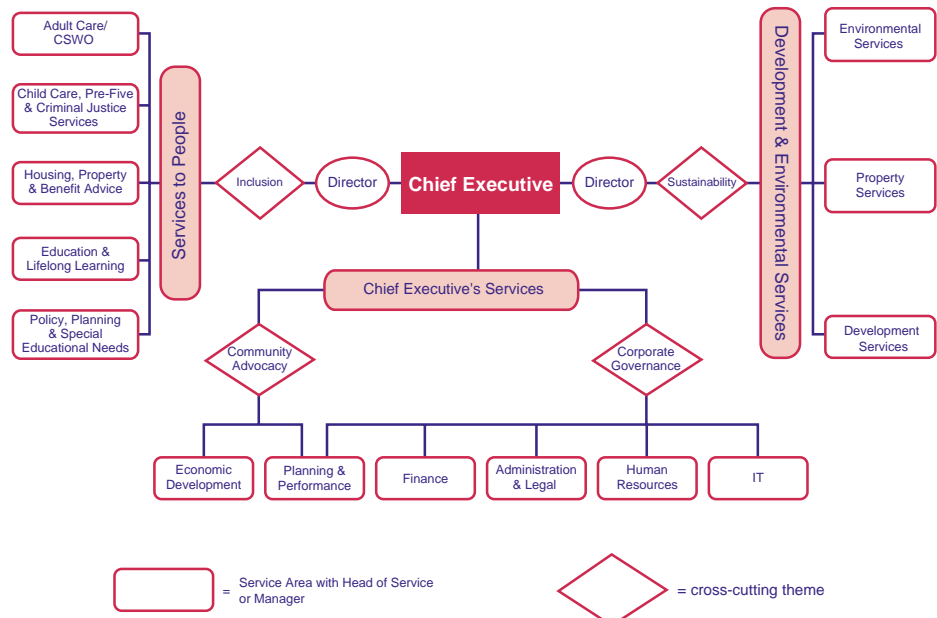 Adult Care/
CSWO
Child Care, Pre-Five
& Criminal Justice
Services
Housing, Property
& Benefit Advice
Education &
Lifelong Learning
Policy, Planning
& Special
Educational Needs
Services to People
Inclusion
Director
Chief Executive
Director
Sustainability
Development & Environmental Services
Environmental
Services
Property
Services
Development
Services
Chief Executive's Services
Community
Advocacy
Corporate
Governance
Economic
Development
Planning &
Performance
Finance
Administration
& Legal
Human
Resources
IT
= Service Area with Head of Service
or Manager
= cross-cutting theme